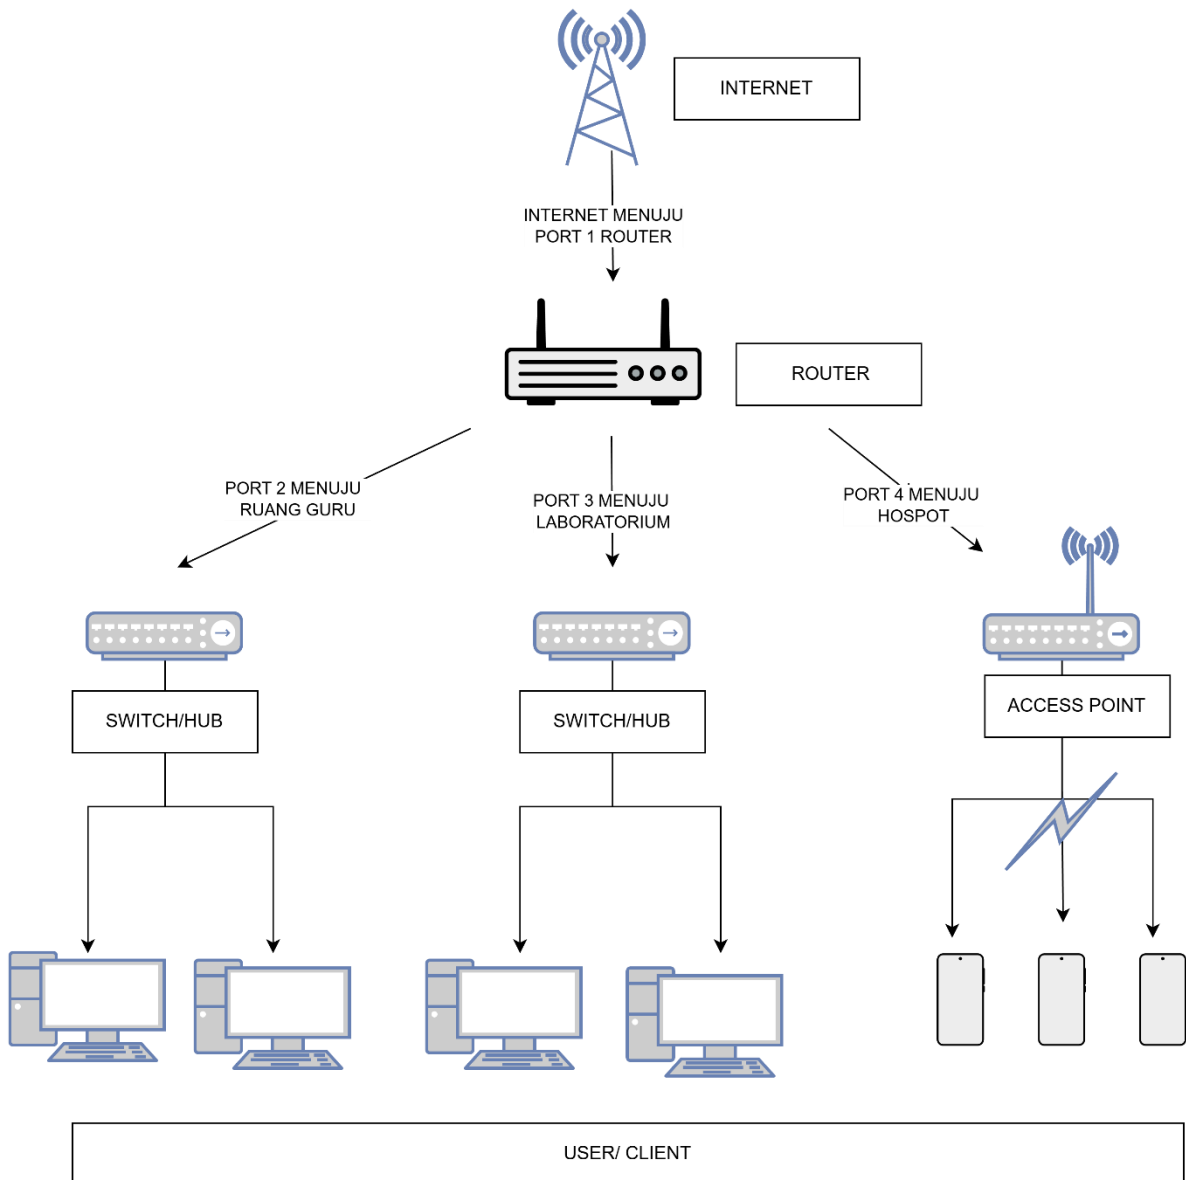 INTERNET
INTERNET MENUJU
PORT 1 ROUTER
ROUTER
PORT 2 MENUJU
RUANG GURU
PORT 3 MENUJU
LABORATORIUM
PORT 4 MENUJU
HOSPOT
SWITCH/HUB
SWITCH/HUB
ACCESS POINT
USER/ CLIENT